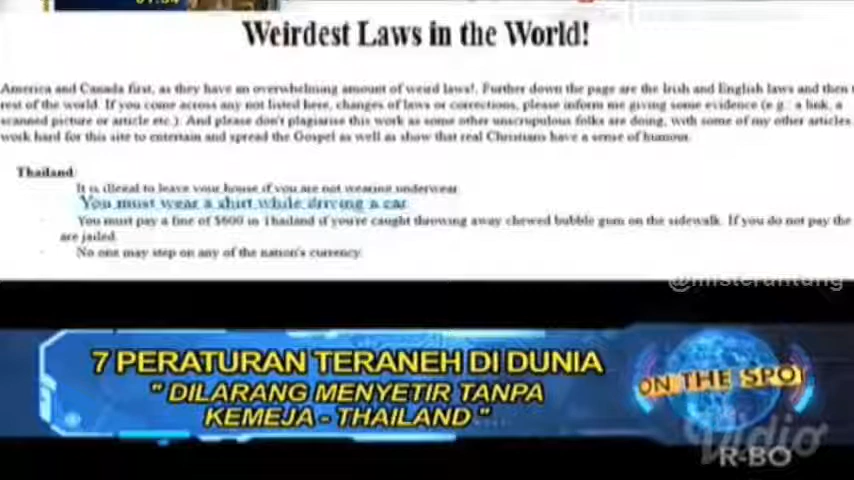 Weirdest Laws in the World!
America and Canada first, as they have an overwhelming amount of weird laws!. Further down the page are the Irish and English laws and then t
rest of the world. If you come across any not listed here, changes of laws or corrections, please inform me giving some evidence (e.g.: a link, a
scanned picture or article etc.). And please don't plagiarise this work as some other unscrupulous folks are doing, with some of my other articles.
work hard for this site to entertain and spread the Gospel as well as show that real Christians have a sense of humour.
Thailand:
It is illegal to leave your house if you are not wearing underwear.
You must wear a shirt while driving a car.
You must pay a fine of $600 in Thailand if you're caught throwing away chewed bubble gum on the sidewalk. If you do not pay the
are jailed.
No one may step on any of the nation's currency.
@misterantang
7 PERATURAN TERANEH DI DUNIA
" DILARANG MENYETIR TANPA
KEMEJA - THAILAND "
ON THE SPOT
Vidio
R-BO